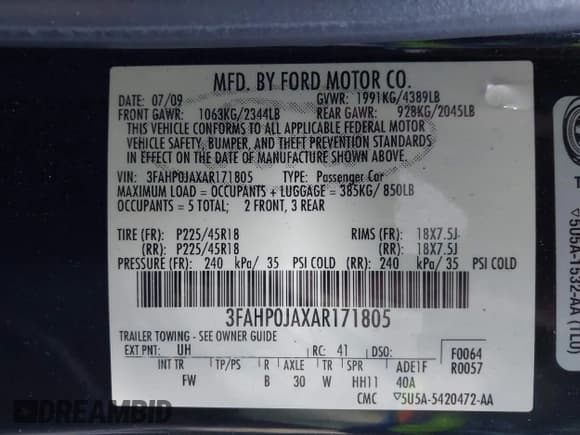 MFD. BY FORD MOTOR CO.
DATE: 07/09 GVWR: 1991KG/4389LB
FRONT GAWR: 1063KG/2344LB REAR GAWR: 928KG/2045LB
THIS VEHICLE CONFORMS TO ALL APPLICABLE FEDERAL MOTOR
VEHICLE SAFETY, BUMPER, AND THEFT PREVENTION STANDARDS
IN EFFECT ON THE DATE OF MANUFACTURE SHOWN ABOVE.
VIN: 3FAHP0JAXAR171805 TYPE: Passenger Car
MAXIMUM LOAD = OCCUPANTS + LUGGAGE = 385KG/ 850LB
OCCUPANTS = 5 TOTAL; 2 FRONT, 3 REAR
TIRE (FR): P225/45R18 RIMS (FR): 18X7.5J
(RR): P225/45R18 (RR): 18X7.5J
PRESSURE (FR): 240 kPa/ 35 PSI COLD (RR): 240 kPa/ 35 PSI COLD
3FAHP0JAXAR171805
TRAILER TOWING - SEE OWNER GUIDE
EXT PNT: UH RC: 41 DSO: F0064
R0057
INT TR TP/PS R AXLE TR SPR ADE1F
FW B 30 W HH11 40A
CMC ▽5U5A-5420472-AA
▽5U5A-1532-AA (TLO)
DREAMBID